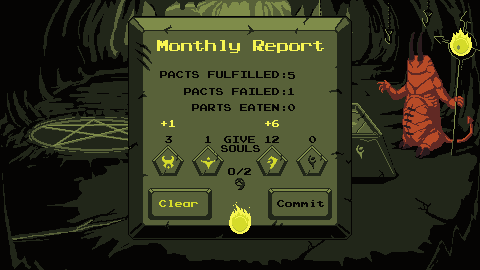 Monthly Report
PACTS FULFILLED:5
PACTS FAILED:1
PARTS EATEN:0
+1 +6
3 1 GIVE SOULS 12 0
0/2
Clear Commit